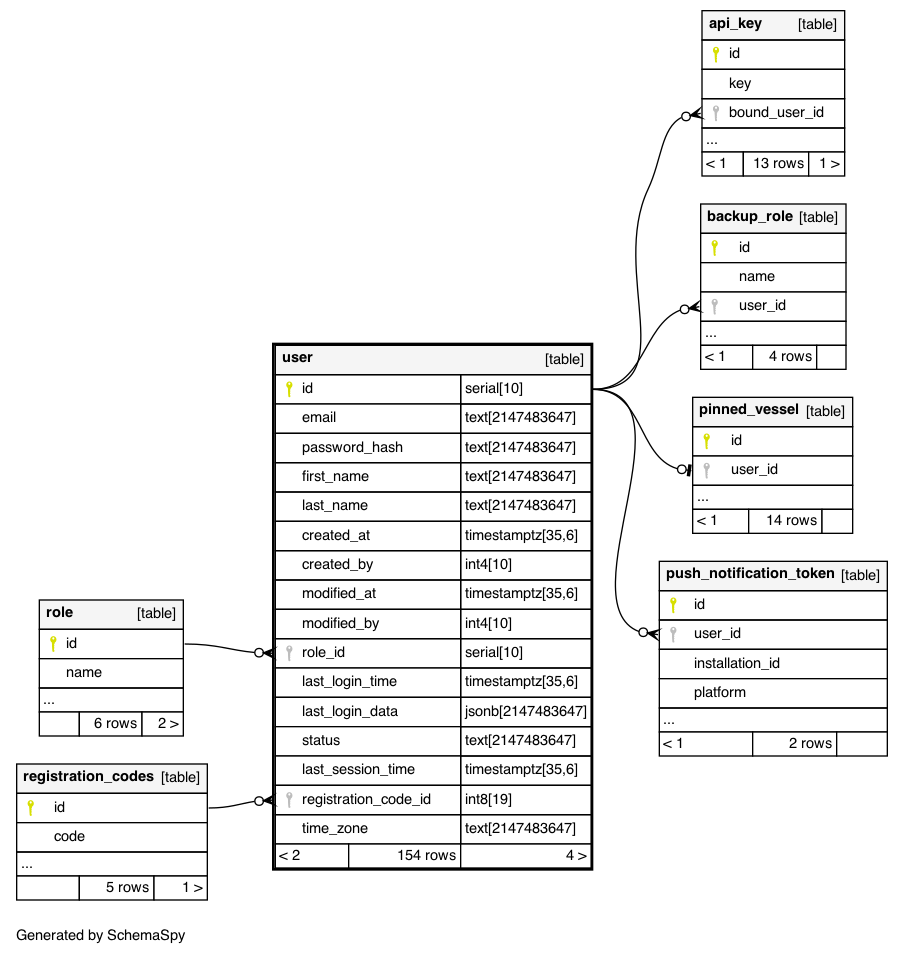 api_key [table]
id
key
bound_user_id
...
< 1 13 rows 1 >
backup_role [table]
id
name
user_id
...
< 1 4 rows
pinned_vessel [table]
id
user_id
...
< 1 14 rows
push_notification_token [table]
id
user_id
installation_id
platform
...
< 1 2 rows
user [table]
id serial[10]
email text[2147483647]
password_hash text[2147483647]
first_name text[2147483647]
last_name text[2147483647]
created_at timestamptz[35,6]
created_by int4[10]
modified_at timestamptz[35,6]
modified_by int4[10]
role_id serial[10]
last_login_time timestamptz[35,6]
last_login_data jsonb[2147483647]
status text[2147483647]
last_session_time timestamptz[35,6]
registration_code_id int8[19]
time_zone text[2147483647]
< 2 154 rows 4 >
role [table]
id
name
...
6 rows 2 >
registration_codes [table]
id
code
...
5 rows 1 >
Generated by SchemaSpy